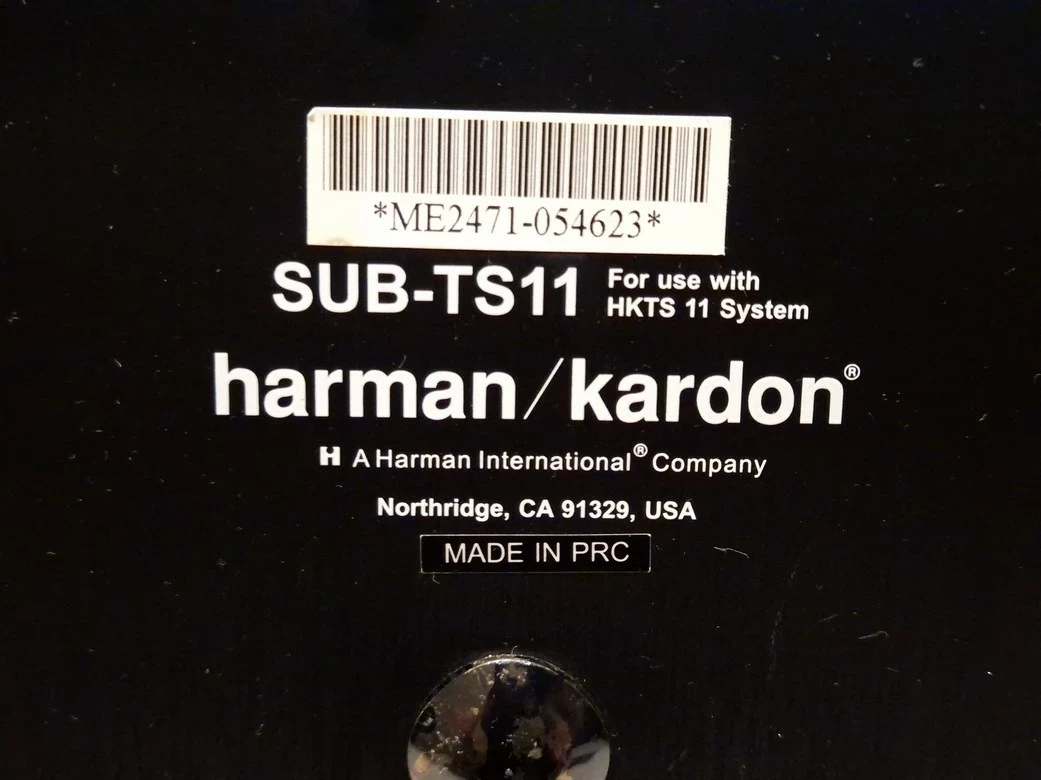 *ME2471-054623*
SUB-TS11 For use with
HKTS 11 System
harman/kardon®
H A Harman International® Company
Northridge, CA 91329, USA
MADE IN PRC